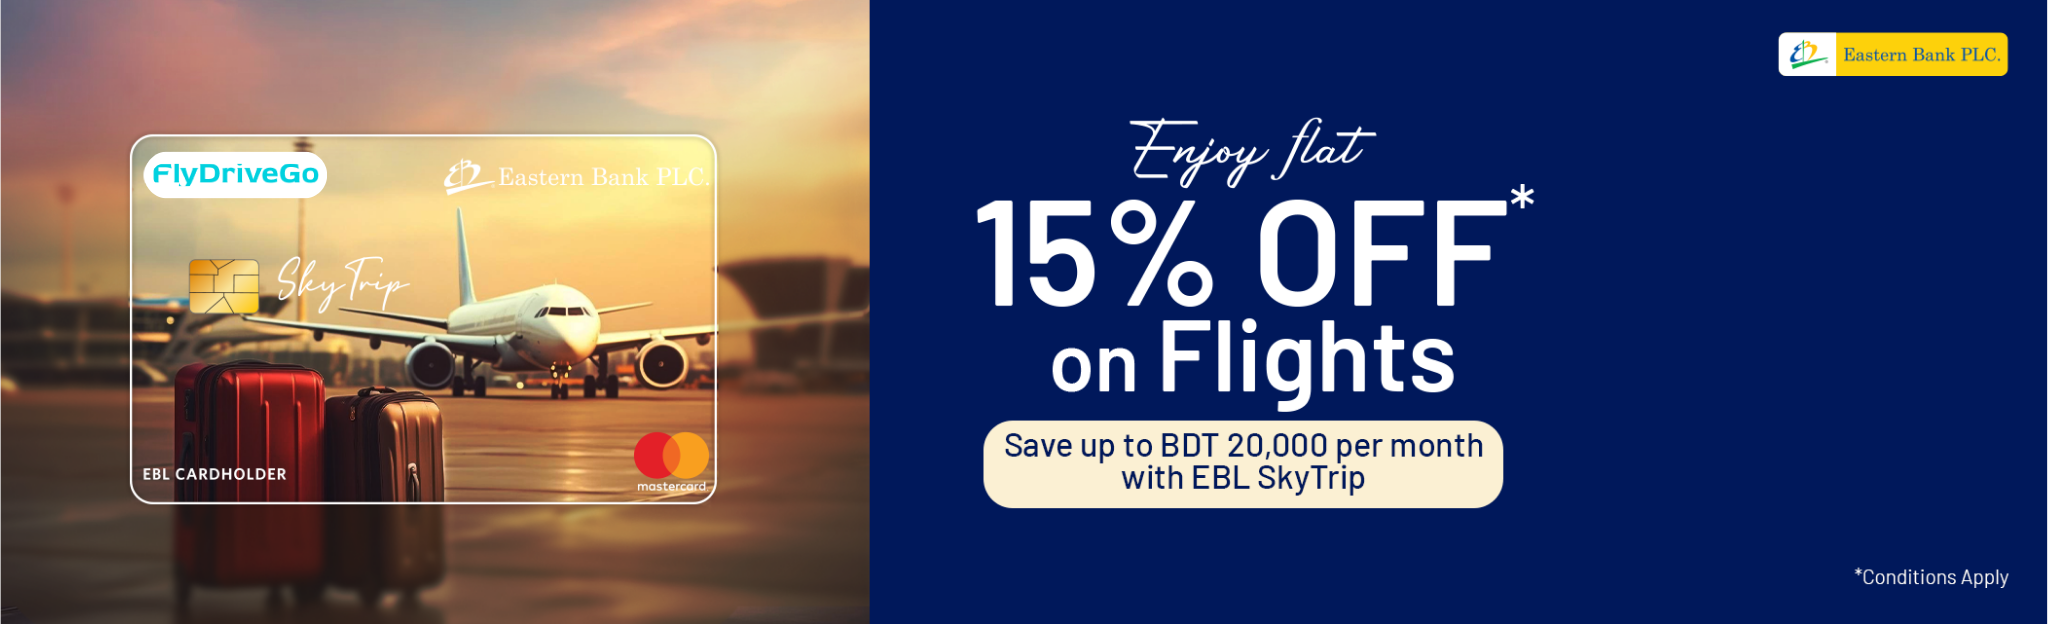 FlyDriveGo
Eastern Bank PLC.
SkyTrip
EBL CARDHOLDER
mastercard
Eastern Bank PLC.
Enjoy flat
15% OFF*
on Flights
Save up to BDT 20,000 per month
with EBL SkyTrip
*Conditions Apply